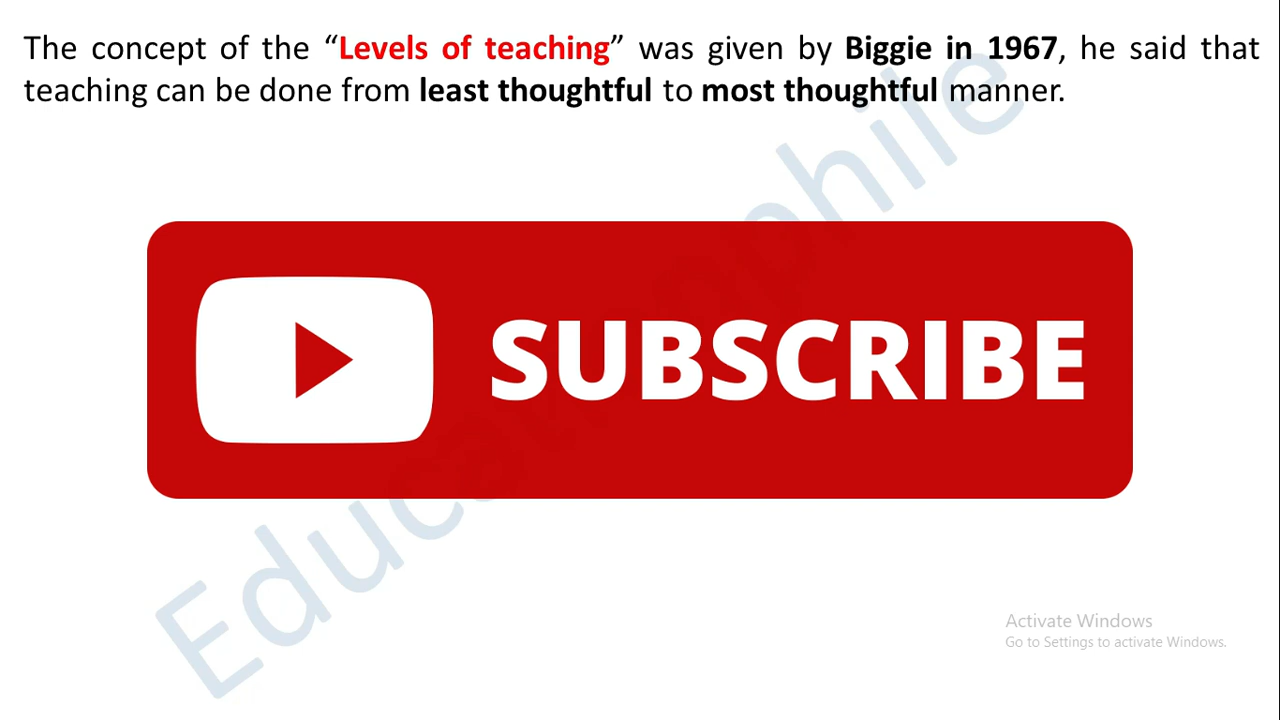 The concept of the “Levels of teaching” was given by Biggie in 1967, he said that
teaching can be done from least thoughtful to most thoughtful manner.
SUBSCRIBE
Activate Windows
Go to Settings to activate Windows.